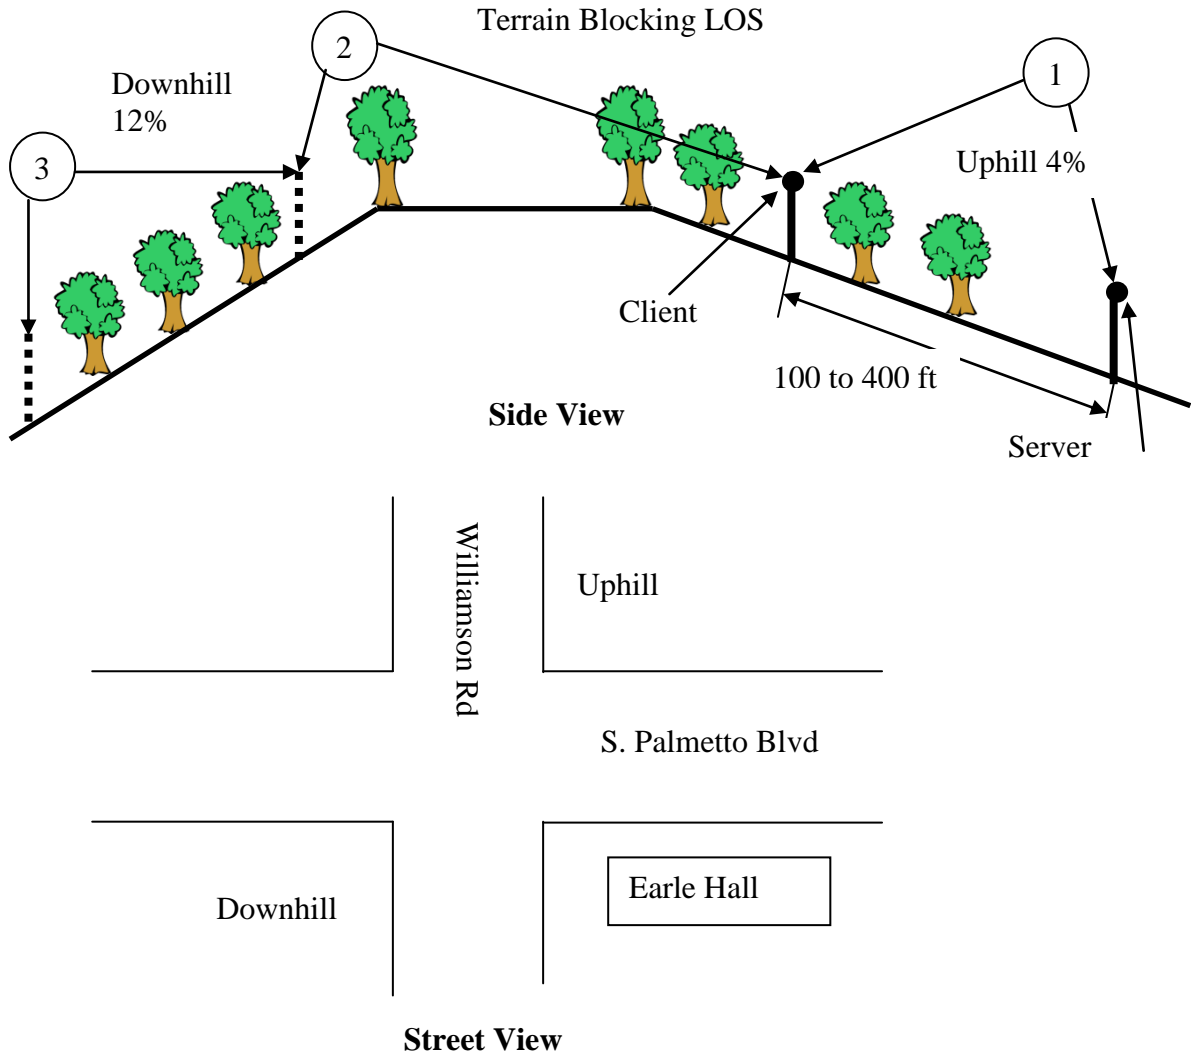 Terrain Blocking LOS
2
1
Downhill
12%
3
Uphill 4%
Client
100 to 400 ft
Side View
Server
Williamson Rd
Uphill
S. Palmetto Blvd
Earle Hall
Downhill
Street View